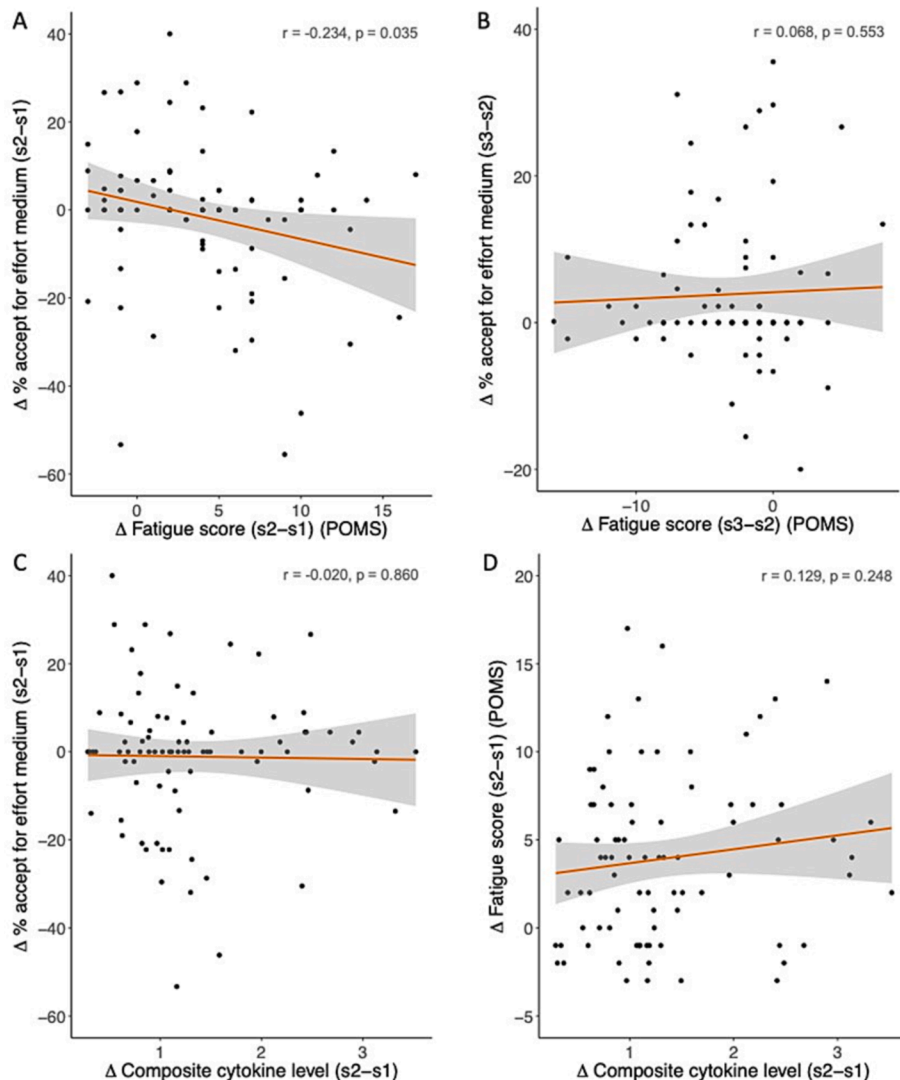 A
r = -0.234, p = 0.035
40
20
0
−20
−40
−60
Δ % accept for effort medium (s2−s1)
0 5 10 15
Δ Fatigue score (s2−s1) (POMS)
B
r = 0.068, p = 0.553
40
20
0
−20
Δ % accept for effort medium (s3−s2)
−10 0
Δ Fatigue score (s3−s2) (POMS)
C
r = -0.020, p = 0.860
40
20
0
−20
−40
−60
Δ % accept for effort medium (s2−s1)
1 2 3
Δ Composite cytokine level (s2−s1)
D
r = 0.129, p = 0.248
20
15
10
5
0
−5
Δ Fatigue score (s2−s1) (POMS)
1 2 3
Δ Composite cytokine level (s2−s1)